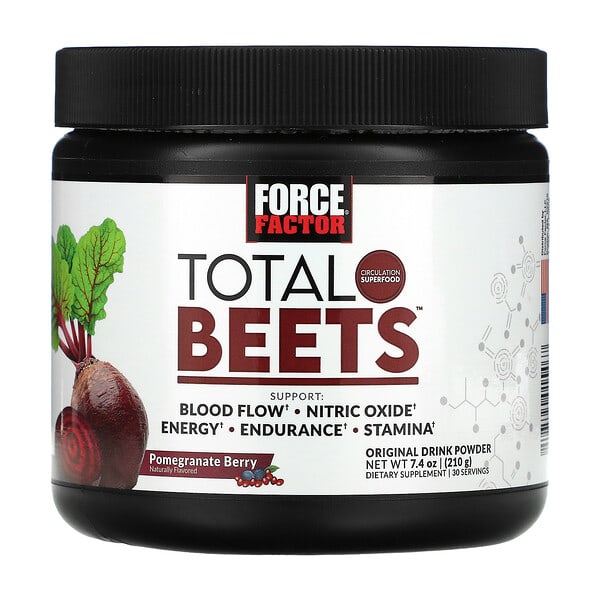 FORCE
FACTOR®
TOTAL
CIRCULATION
SUPERFOOD
BEETS™
SUPPORT:
BLOOD FLOW† • NITRIC OXIDE†
ENERGY† • ENDURANCE† • STAMINA†
Pomegranate Berry
Naturally Flavored
ORIGINAL DRINK POWDER
NET WT 7.4 oz | (210 g)
DIETARY SUPPLEMENT | 30 SERVINGS